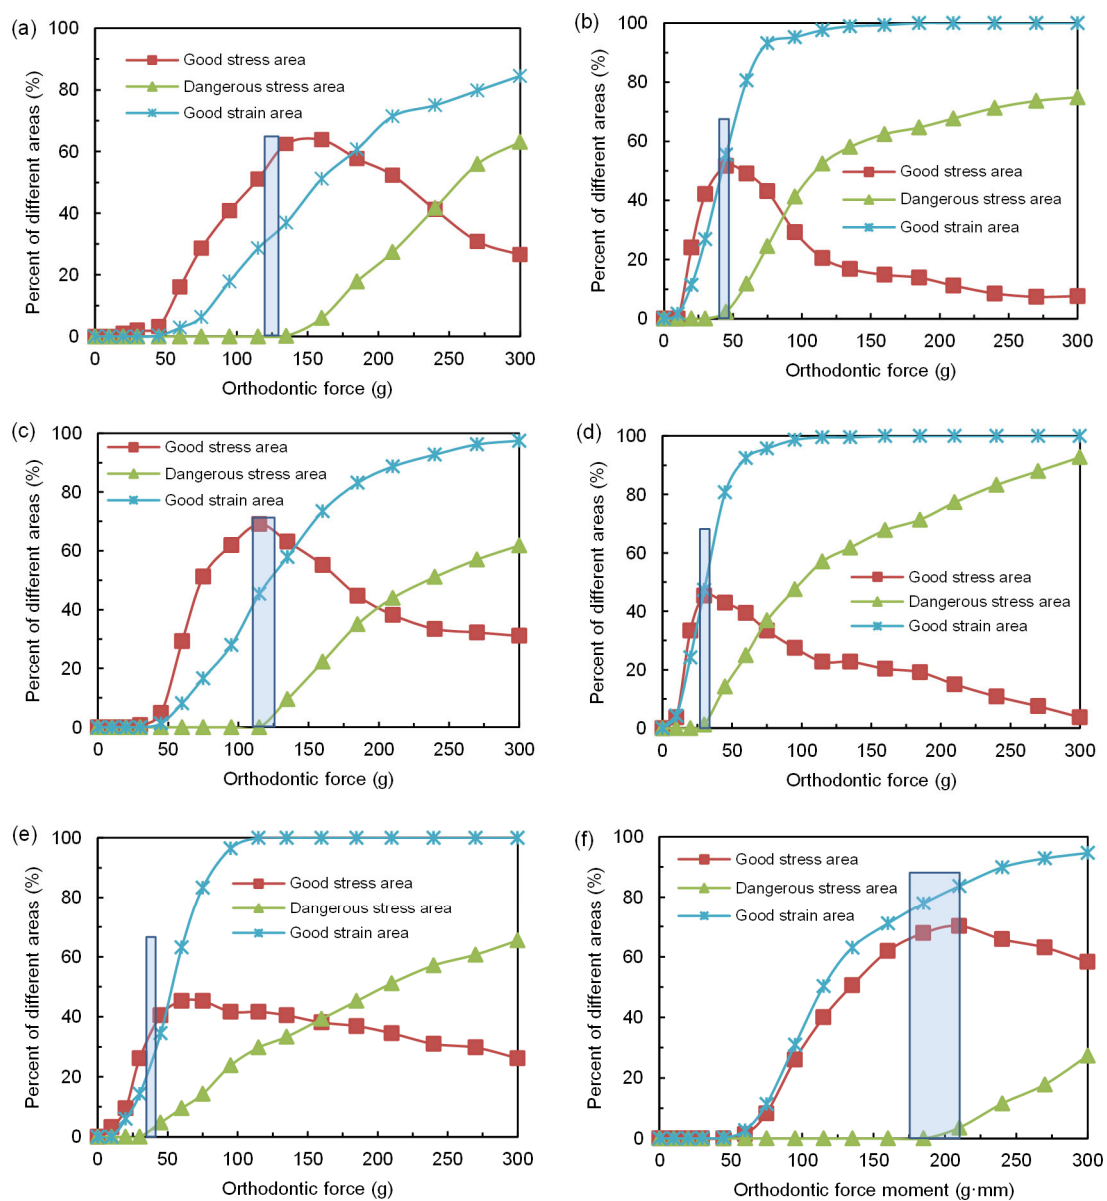 (a)
100
80
60
40
20
0
0 50 100 150 200 250 300
Percent of different areas (%)
Orthodontic force (g)
Good stress area
Dangerous stress area
Good strain area
(b)
100
80
60
40
20
0
0 50 100 150 200 250 300
Percent of different areas (%)
Orthodontic force (g)
Good stress area
Dangerous stress area
Good strain area
(c)
100
80
60
40
20
0
0 50 100 150 200 250 300
Percent of different areas (%)
Orthodontic force (g)
Good stress area
Dangerous stress area
Good strain area
(d)
100
80
60
40
20
0
0 50 100 150 200 250 300
Percent of different areas (%)
Orthodontic force (g)
Good stress area
Dangerous stress area
Good strain area
(e)
100
80
60
40
20
0
0 50 100 150 200 250 300
Percent of different areas (%)
Orthodontic force (g)
Good stress area
Dangerous stress area
Good strain area
(f)
100
80
60
40
20
0
0 50 100 150 200 250 300
Percent of different areas (%)
Orthodontic force moment (g·mm)
Good stress area
Dangerous stress area
Good strain area